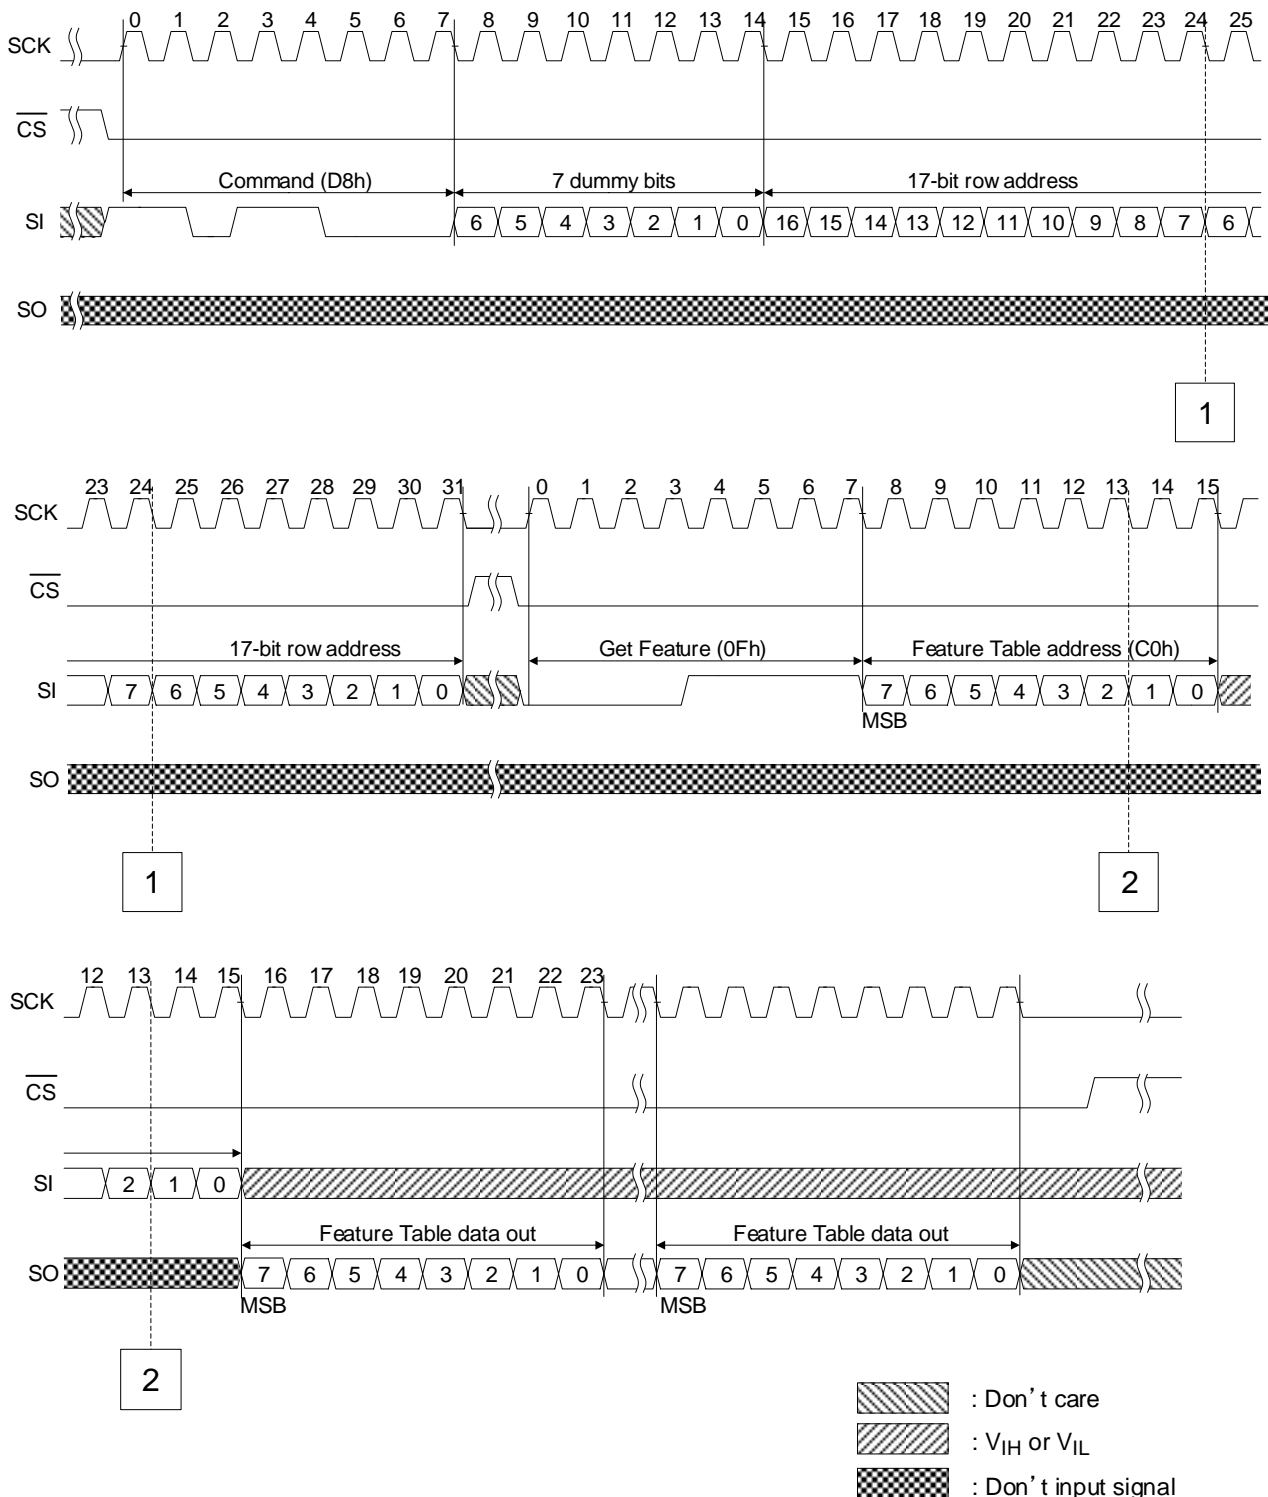 0 1 2 3 4 5 6 7 8 9 10 11 12 13 14 15 16 17 18 19 20 21 22 23 24 25
SCK
CS
Command (D8h) 7 dummy bits 17-bit row address
SI 6 5 4 3 2 1 0 16 15 14 13 12 11 10 9 8 7 6
SO
1
23 24 25 26 27 28 29 30 31 0 1 2 3 4 5 6 7 8 9 10 11 12 13 14 15
SCK
CS
17-bit row address Get Feature (0Fh) Feature Table address (C0h)
SI 7 6 5 4 3 2 1 0 7 6 5 4 3 2 1 0
MSB
SO
1 2
12 13 14 15 16 17 18 19 20 21 22 23
SCK
CS
SI 2 1 0
Feature Table data out Feature Table data out
SO 7 6 5 4 3 2 1 0 7 6 5 4 3 2 1 0
MSB MSB
2
: Don't care
: VIH or VIL
: Don't input signal